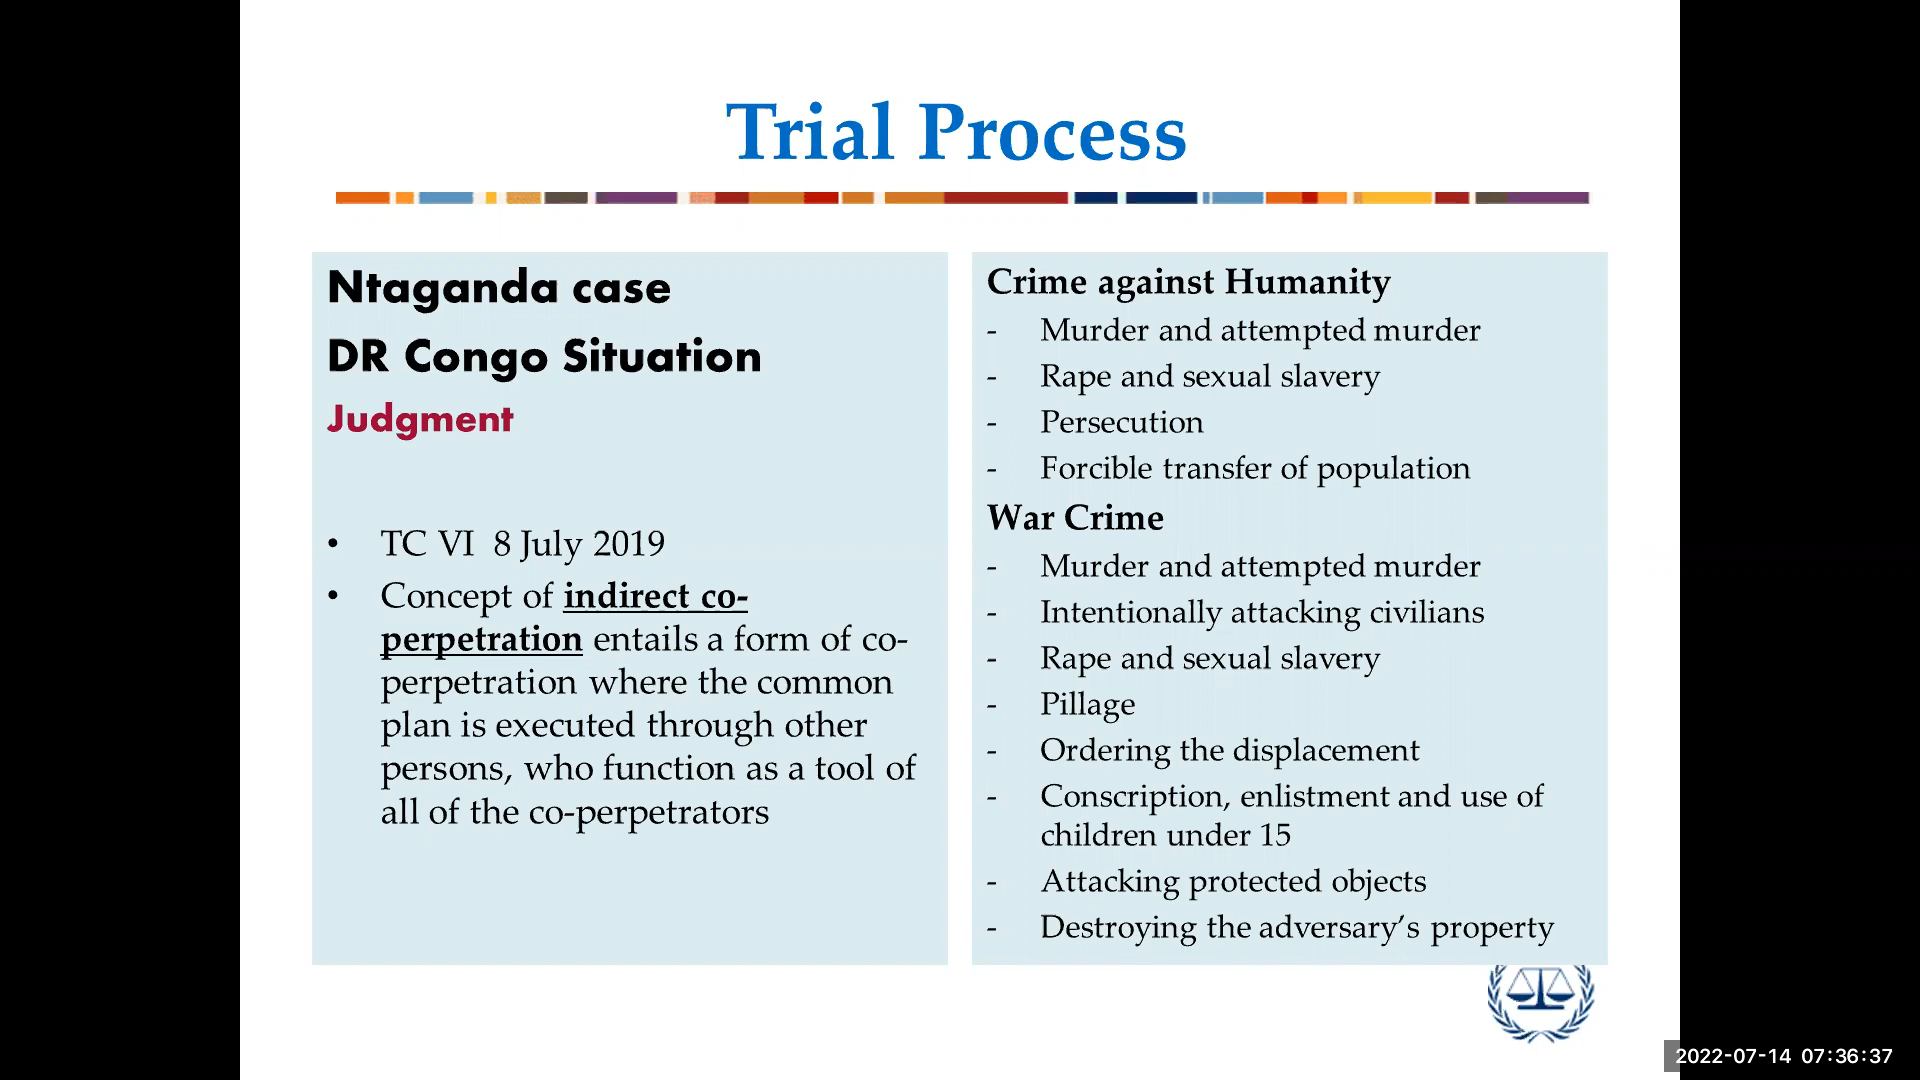 Trial Process
Ntaganda case
DR Congo Situation
Judgment
• TC VI 8 July 2019
• Concept of indirect co-
perpetration entails a form of co-
perpetration where the common
plan is executed through other
persons, who function as a tool of
all of the co-perpetrators
Crime against Humanity
- Murder and attempted murder
- Rape and sexual slavery
- Persecution
- Forcible transfer of population
War Crime
- Murder and attempted murder
- Intentionally attacking civilians
- Rape and sexual slavery
- Pillage
- Ordering the displacement
- Conscription, enlistment and use of
children under 15
- Attacking protected objects
- Destroying the adversary’s property
2022-07-14 07:36:37